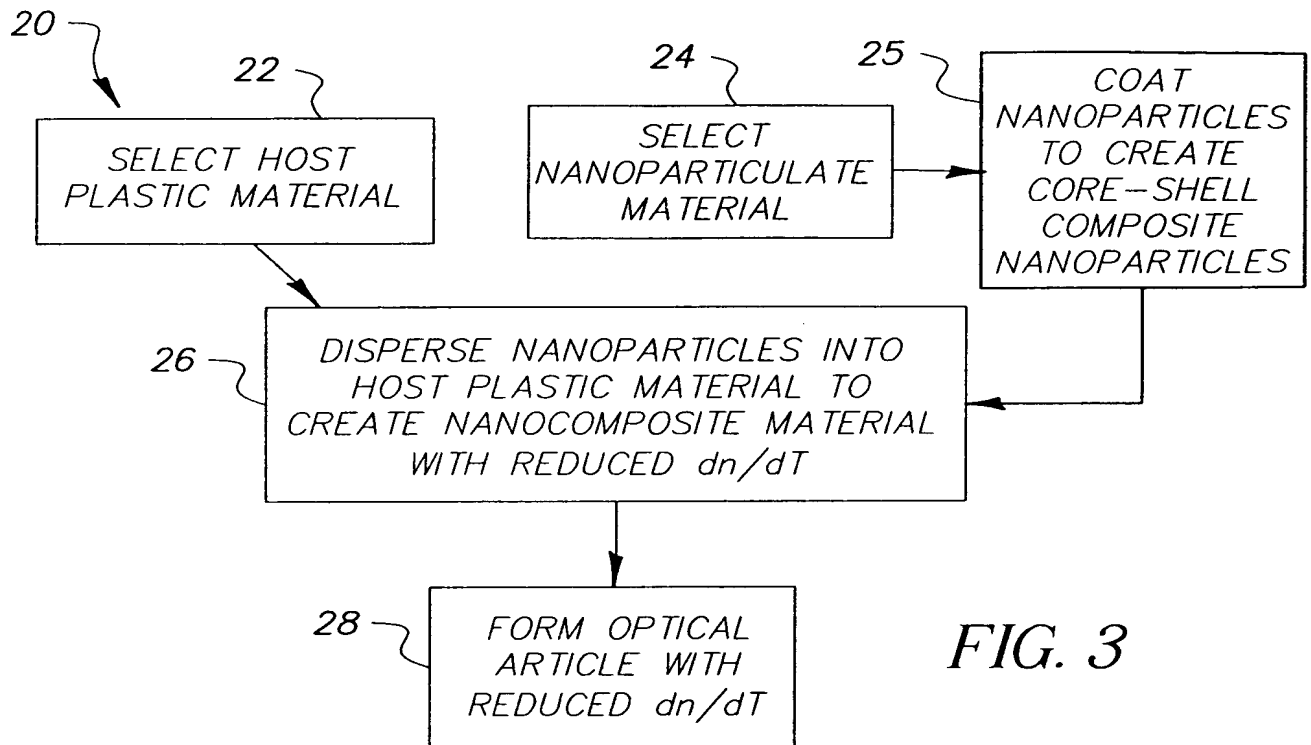 20
22
SELECT HOST
PLASTIC MATERIAL
24
SELECT
NANOPARTICULATE
MATERIAL
25
COAT
NANOPARTICLES
TO CREATE
CORE-SHELL
COMPOSITE
NANOPARTICLES
26
DISPERSE NANOPARTICLES INTO
HOST PLASTIC MATERIAL TO
CREATE NANOCOMPOSITE MATERIAL
WITH REDUCED dn/dT
28
FORM OPTICAL
ARTICLE WITH
REDUCED dn/dT
FIG. 3